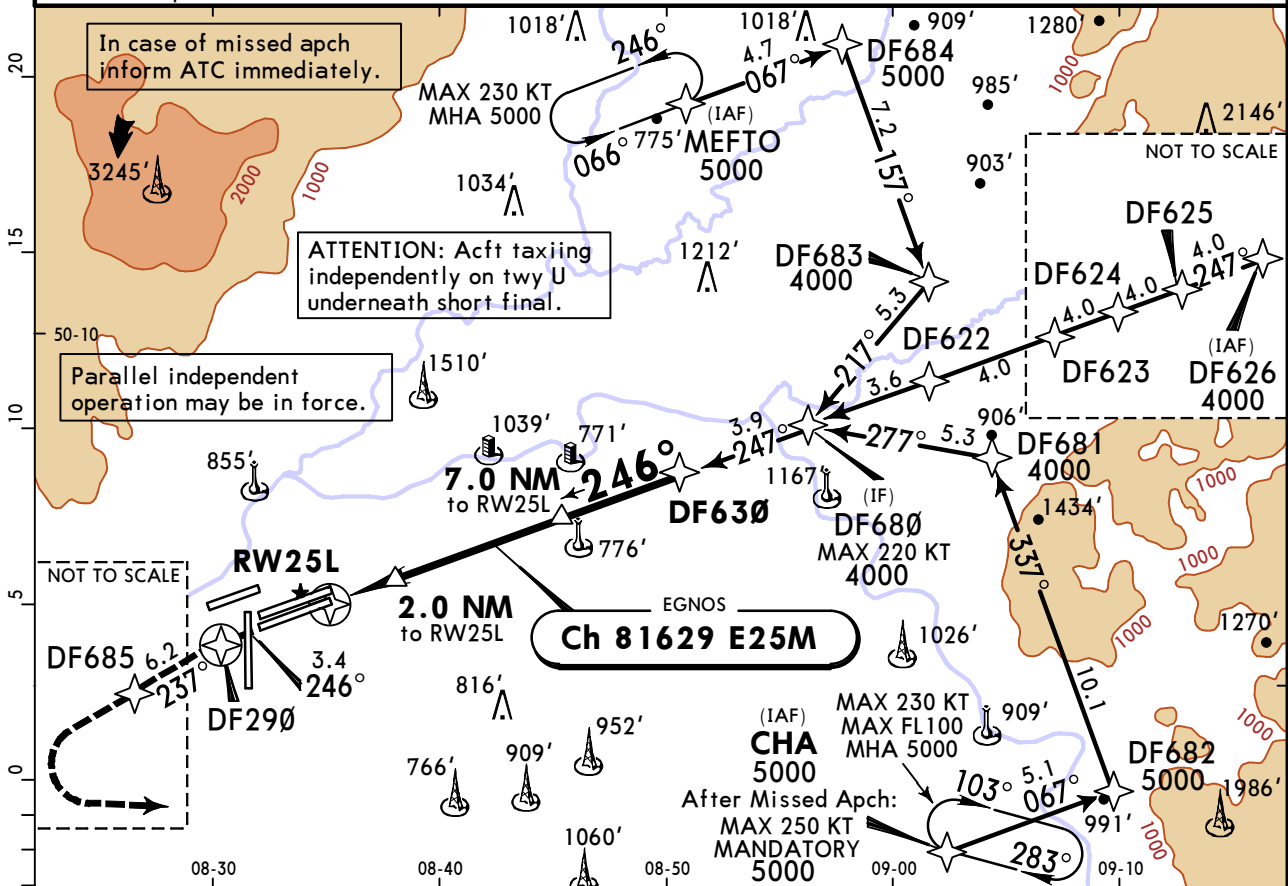 In case of missed apch
inform ATC immediately.
1018'
1018'
909'
1280'
20
246°
4.7
067°
DF684
5000
1000
MAX 230 KT
MHA 5000
(IAF)
MEFTO
5000
775'
066°
985'
2146'
7.2
157°
903'
NOT TO SCALE
3245'
2000
1000
1034'
DF625
4.0
247°
15
ATTENTION: Acft taxiing
independently on twy U
underneath short final.
1212'
DF683
4000
DF624
4.0
4.0
5.3
217°
DF622
DF623
(IAF)
DF626
4000
50-10
Parallel independent
operation may be in force.
1510'
3.6
4.0
10
1039'
771'
3.9
247°
277°
5.3
906'
DF681
4000
855'
7.0 NM
to RW25L
246°
DF630
1167'
(IF)
DF680
MAX 220 KT
4000
1000
1434'
776'
337°
1000
NOT TO SCALE
RW25L
5
2.0 NM
to RW25L
EGNOS
Ch 81629 E25M
1026'
1000
1270'
DF685
6.2
237°
3.4
246°
DF290
816'
(IAF)
CHA
5000
After Missed Apch:
MAX 250 KT
MANDATORY
5000
MAX 230 KT
MAX FL100
MHA 5000
909'
10.1
1000
DF682
5000
952'
909'
766'
0
103°
5.1
067°
991'
1986'
1060'
283°
1000
08-30
08-40
08-50
09-00
09-10